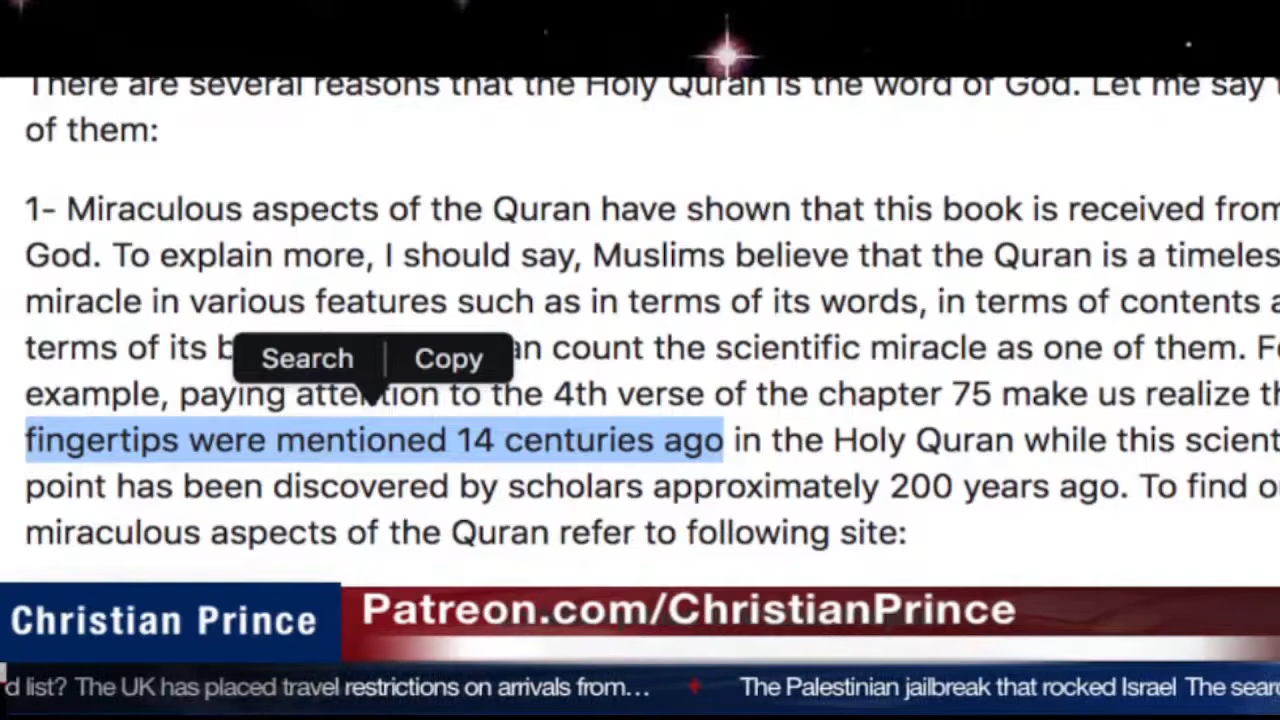 There are several reasons that the Holy Quran is the word of God. Let me say
of them:
1- Miraculous aspects of the Quran have shown that this book is received from
God. To explain more, I should say, Muslims believe that the Quran is a timeles
miracle in various features such as in terms of its words, in terms of contents
terms of its an count the scientific miracle as one of them.
Search | Copy
example, paying attention to the 4th verse of the chapter 75 make us realize
fingertips were mentioned 14 centuries ago in the Holy Quran while this scient
point has been discovered by scholars approximately 200 years ago. To find
miraculous aspects of the Quran refer to following site:
Christian Prince
Patreon.com/ChristianPrince
d list? The UK has placed travel restrictions on arrivals from... The Palestinian jailbreak that rocked Israel The sear